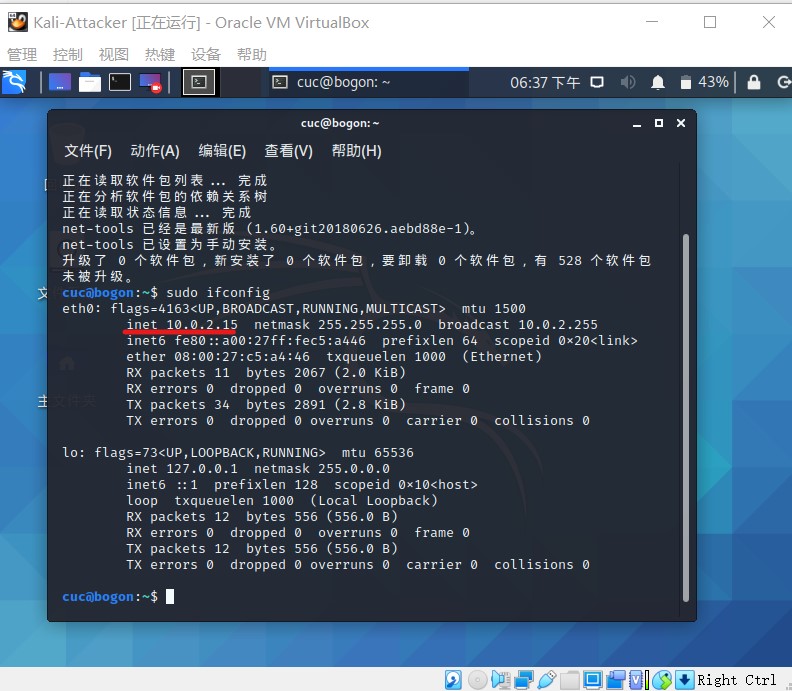 Kali-Attacker [正在运行] - Oracle VM VirtualBox
管理 控制 视图 热键 设备 帮助
cuc@bogon: ~ 06:37 下午 43%
cuc@bogon: ~
文件(F) 动作(A) 编辑(E) 查看(V) 帮助(H)
正在读取软件包列表... 完成
正在分析软件包的依赖关系树
正在读取状态信息... 完成
net-tools 已经是最新版 (1.60+git20180626.aebd88e-1)。
net-tools 已设置为手动安装。
升级了 0 个软件包，新安装了 0 个软件包，要卸载 0 个软件包，有 528 个软件包
未被升级。
cuc@bogon:~$ sudo ifconfig
eth0: flags=4163<UP,BROADCAST,RUNNING,MULTICAST>  mtu 1500
inet 10.0.2.15  netmask 255.255.255.0  broadcast 10.0.2.255
inet6 fe80::a00:27ff:fec5:a446  prefixlen 64  scopeid 0×20<link>
ether 08:00:27:c5:a4:46  txqueuelen 1000  (Ethernet)
RX packets 11  bytes 2067 (2.0 KiB)
RX errors 0  dropped 0  overruns 0  frame 0
TX packets 34  bytes 2891 (2.8 KiB)
TX errors 0  dropped 0 overruns 0  carrier 0  collisions 0
lo: flags=73<UP,LOOPBACK,RUNNING>  mtu 65536
inet 127.0.0.1  netmask 255.0.0.0
inet6 ::1  prefixlen 128  scopeid 0×10<host>
loop  txqueuelen 1000  (Local Loopback)
RX packets 12  bytes 556 (556.0 B)
RX errors 0  dropped 0  overruns 0  frame 0
TX packets 12  bytes 556 (556.0 B)
TX errors 0  dropped 0 overruns 0  carrier 0  collisions 0
cuc@bogon:~$
主文件夹
Right Ctrl